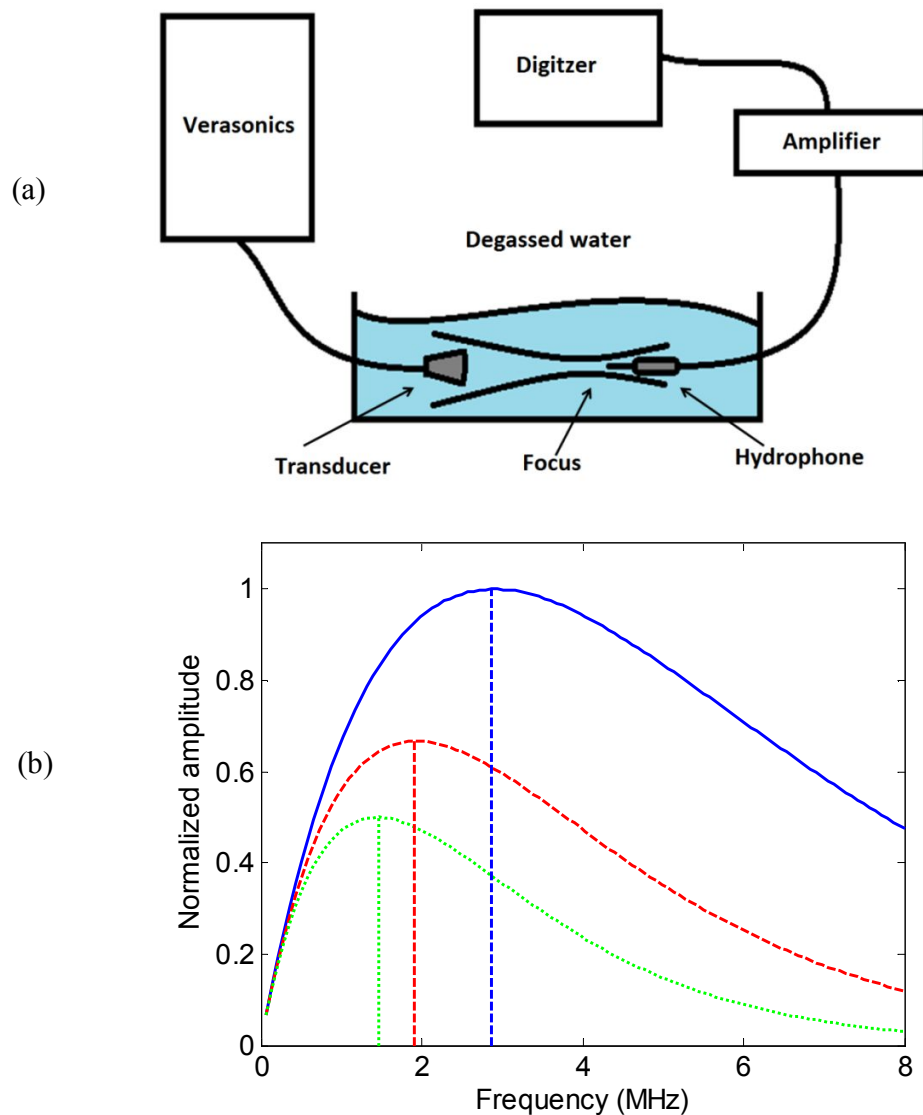 (a)
Verasonics
Digitzer
Amplifier
Degassed water
Transducer
Focus
Hydrophone
(b)
Normalized amplitude
1
0.8
0.6
0.4
0.2
0
0 2 4 6 8
Frequency (MHz)